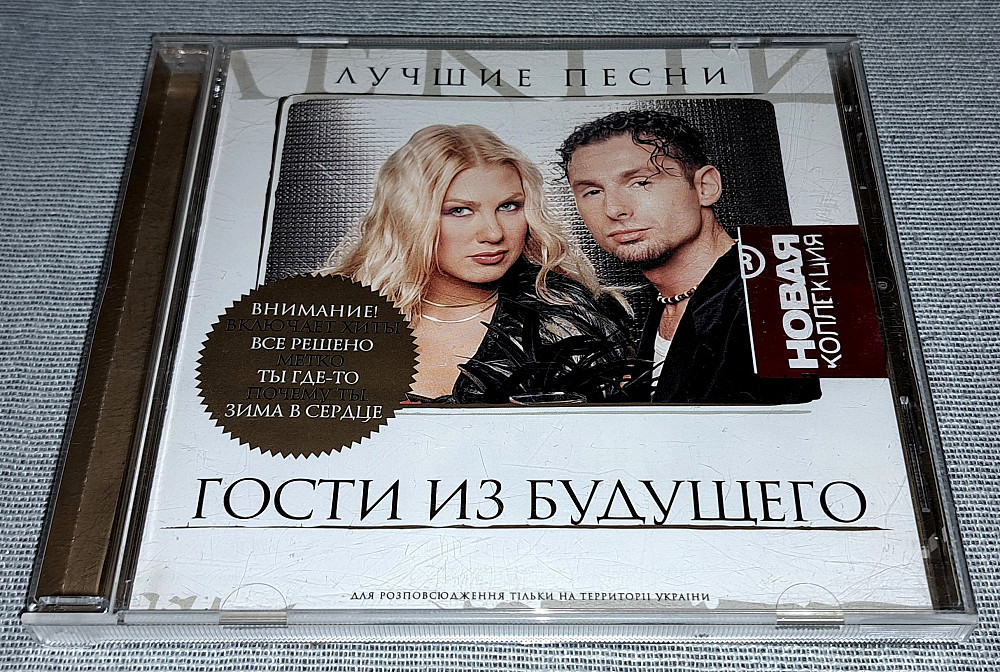 ЛУЧШИЕ ПЕСНИ
®
НОВАЯ
КОЛЛЕКЦИЯ
ВНИМАНИЕ!
ВКЛЮЧАЕТ ХИТЫ
ВСЕ РЕШЕНО
МЕТКО
ТЫ ГДЕ-ТО
ПОЧЕМУ ТЫ
ЗИМА В СЕРДЦЕ
ГОСТИ ИЗ БУДУЩЕГО
ДЛЯ РОЗПОВСЮДЖЕННЯ ТІЛЬКИ НА ТЕРРИТОРІЇ УКРАЇНИ